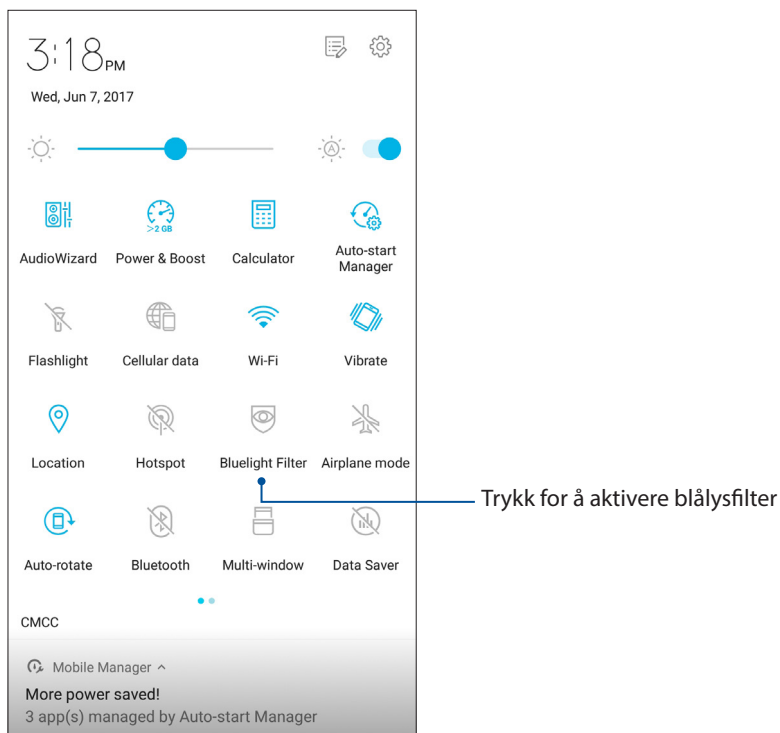 3:18PM
Wed, Jun 7, 2017
A
>2 GB
AudioWizard Power & Boost Calculator Auto-start Manager
Flashlight Cellular data Wi-Fi Vibrate
Location Hotspot Bluelight Filter Airplane mode
Trykk for å aktivere blålysfilter
Auto-rotate Bluetooth Multi-window Data Saver
CMCC
Mobile Manager
More power saved!
3 app(s) managed by Auto-start Manager